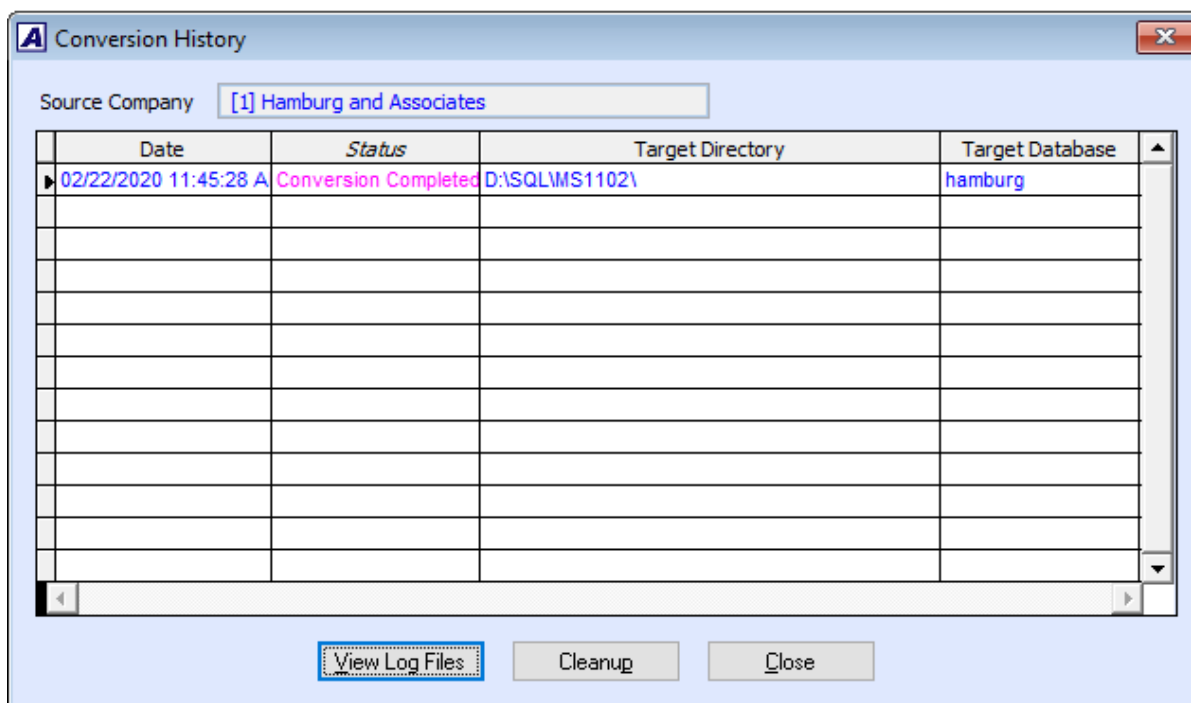 Conversion History
Source Company [1] Hamburg and Associates
Date Status Target Directory Target Database
02/22/2020 11:45:28 A Conversion Completed D:\SQL\MS1102\ hamburg
View Log Files Cleanup Close